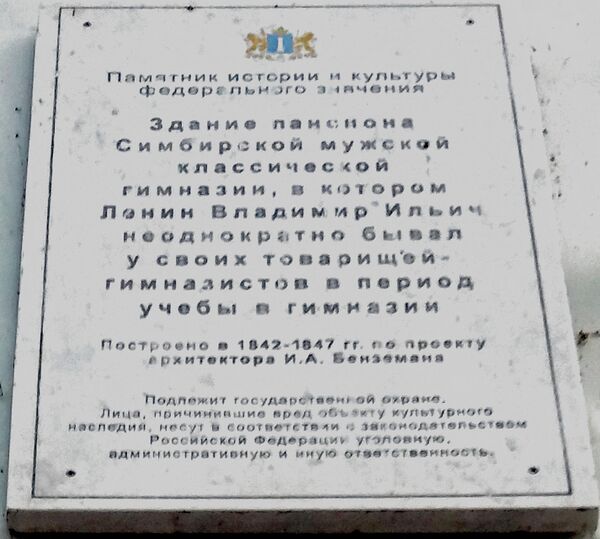 Памятник истории и культуры
федерального значения
Здание пансиона
Симбирской мужской
классической
гимназии, в котором
Ленин Владимир Ильич
неоднократно бывал
у своих товарищей-
гимназистов в период
учебы в гимназии
Построено в 1842-1847 гг. по проекту
архитектора И.А. Бенземана
Подлежит государственной охране.
Лица, причинившие вред объекту культурного
наследия, несут в соответствии с законодательством
Российской Федерации уголовную,
административную и иную ответственность.